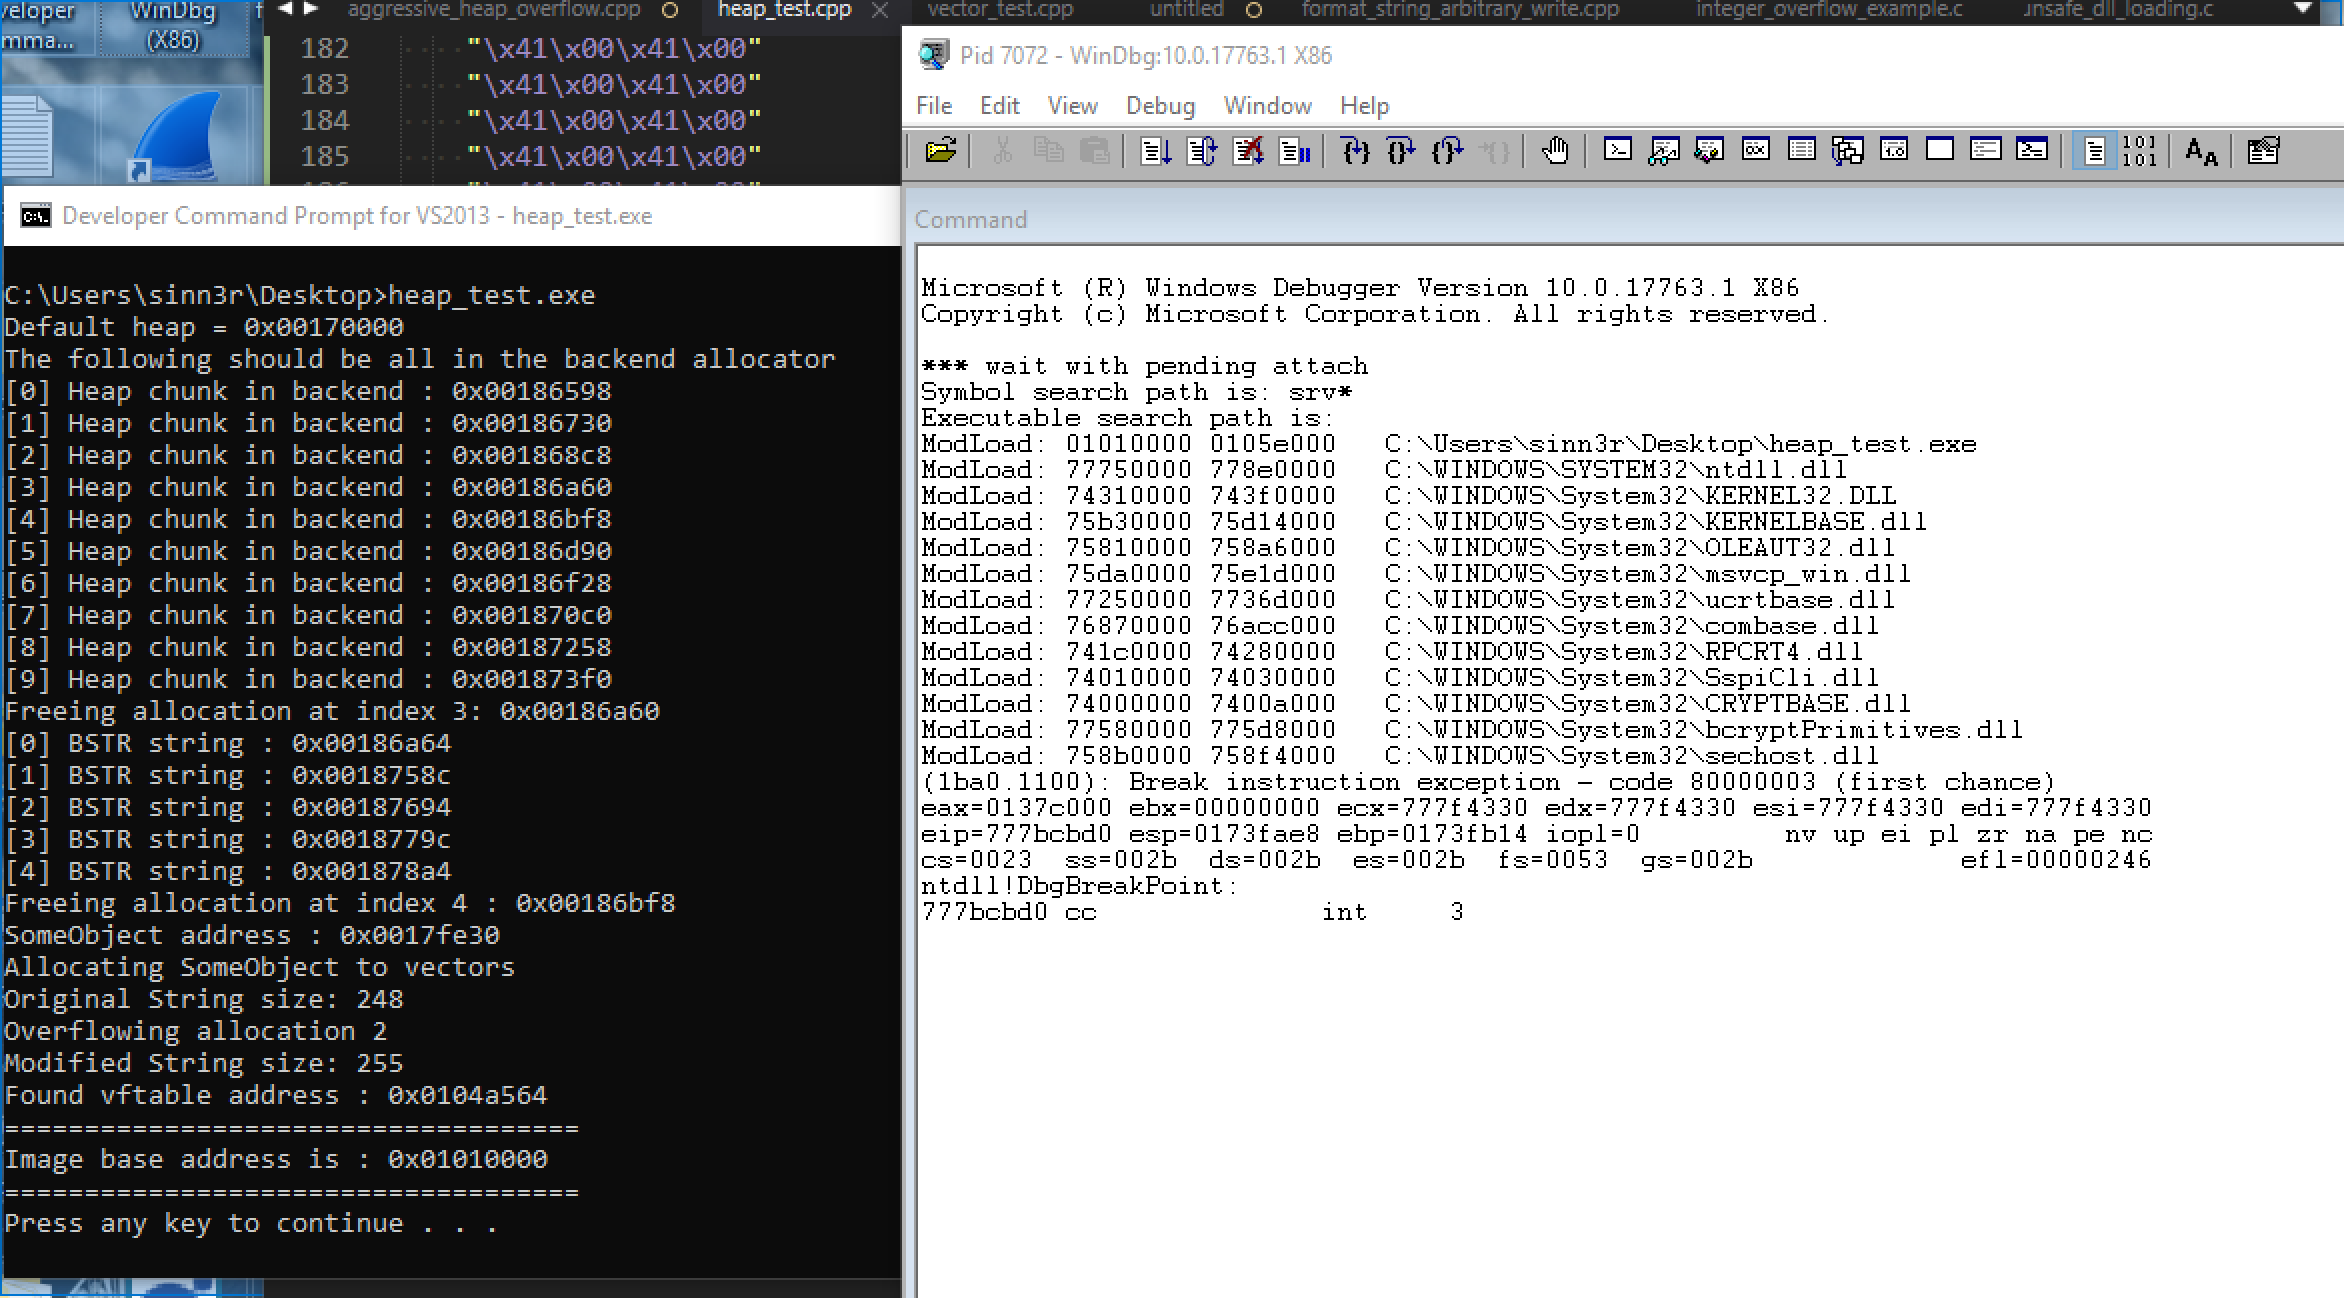 veloper
mma...
WinDbg
(X86)
aggressive_heap_overflow.cpp
heap_test.cpp
vector_test.cpp
untitled
format_string_arbitrary_write.cpp
integer_overflow_example.c
unsafe_dll_loading.c
182 "\x41\x00\x41\x00"
183 "\x41\x00\x41\x00"
184 "\x41\x00\x41\x00"
185 "\x41\x00\x41\x00"
Developer Command Prompt for VS2013 - heap_test.exe
C:\Users\sinn3r\Desktop>heap_test.exe
Default heap = 0x00170000
The following should be all in the backend allocator
[0] Heap chunk in backend : 0x00186598
[1] Heap chunk in backend : 0x00186730
[2] Heap chunk in backend : 0x001868c8
[3] Heap chunk in backend : 0x00186a60
[4] Heap chunk in backend : 0x00186bf8
[5] Heap chunk in backend : 0x00186d90
[6] Heap chunk in backend : 0x00186f28
[7] Heap chunk in backend : 0x001870c0
[8] Heap chunk in backend : 0x00187258
[9] Heap chunk in backend : 0x001873f0
Freeing allocation at index 3: 0x00186a60
[0] BSTR string : 0x00186a64
[1] BSTR string : 0x0018758c
[2] BSTR string : 0x00187694
[3] BSTR string : 0x0018779c
[4] BSTR string : 0x001878a4
Freeing allocation at index 4 : 0x00186bf8
SomeObject address : 0x0017fe30
Allocating SomeObject to vectors
Original String size: 248
Overflowing allocation 2
Modified String size: 255
Found vftable address : 0x0104a564
====================================
Image base address is : 0x01010000
====================================
Press any key to continue . . .
Pid 7072 - WinDbg:10.0.17763.1 X86
File Edit View Debug Window Help
Command
Microsoft (R) Windows Debugger Version 10.0.17763.1 X86
Copyright (c) Microsoft Corporation. All rights reserved.
*** wait with pending attach
Symbol search path is: srv*
Executable search path is:
ModLoad: 01010000 0105e000   C:\Users\sinn3r\Desktop\heap_test.exe
ModLoad: 77750000 778e0000   C:\WINDOWS\SYSTEM32\ntdll.dll
ModLoad: 74310000 743f0000   C:\WINDOWS\System32\KERNEL32.DLL
ModLoad: 75b30000 75d14000   C:\WINDOWS\System32\KERNELBASE.dll
ModLoad: 75810000 758a6000   C:\WINDOWS\System32\OLEAUT32.dll
ModLoad: 75da0000 75e1d000   C:\WINDOWS\System32\msvcp_win.dll
ModLoad: 77250000 7736d000   C:\WINDOWS\System32\ucrtbase.dll
ModLoad: 76870000 76acc000   C:\WINDOWS\System32\combase.dll
ModLoad: 741c0000 74280000   C:\WINDOWS\System32\RPCRT4.dll
ModLoad: 74010000 74030000   C:\WINDOWS\System32\SspiCli.dll
ModLoad: 74000000 7400a000   C:\WINDOWS\System32\CRYPTBASE.dll
ModLoad: 77580000 775d8000   C:\WINDOWS\System32\bcryptPrimitives.dll
ModLoad: 758b0000 758f4000   C:\WINDOWS\System32\sechost.dll
(1ba0.1100): Break instruction exception - code 80000003 (first chance)
eax=0137c000 ebx=00000000 ecx=777f4330 edx=777f4330 esi=777f4330 edi=777f4330
eip=777bcbd0 esp=0173fae8 ebp=0173fb14 iopl=0         nv up ei pl zr na pe nc
cs=0023  ss=002b  ds=002b  es=002b  fs=0053  gs=002b             efl=00000246
ntdll!DbgBreakPoint:
777bcbd0 cc              int     3